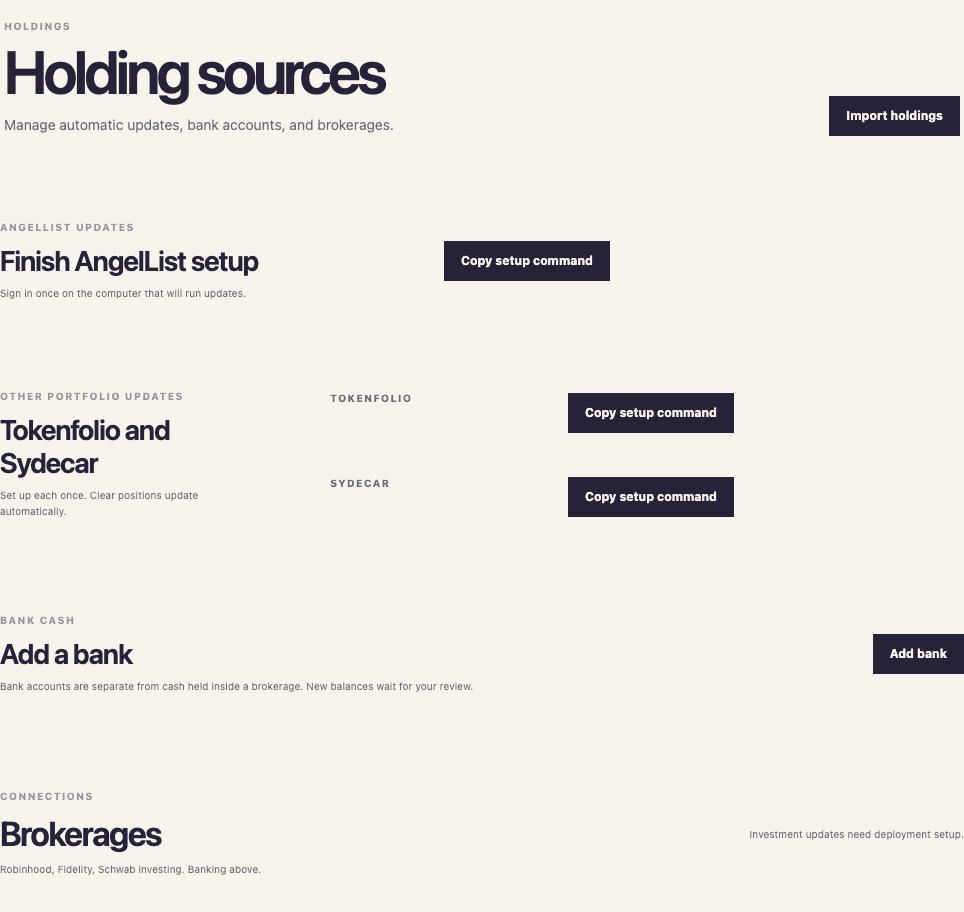 HOLDINGS
Holding sources
Manage automatic updates, bank accounts, and brokerages.
Import holdings
ANGELLIST UPDATES
Finish AngelList setup
Sign in once on the computer that will run updates.
Copy setup command
OTHER PORTFOLIO UPDATES
Tokenfolio and
Sydecar
Set up each once. Clear positions update
automatically.
TOKENFOLIO
Copy setup command
SYDECAR
Copy setup command
BANK CASH
Add a bank
Bank accounts are separate from cash held inside a brokerage. New balances wait for your review.
Add bank
CONNECTIONS
Brokerages
Robinhood, Fidelity, Schwab investing. Banking above.
Investment updates need deployment setup.